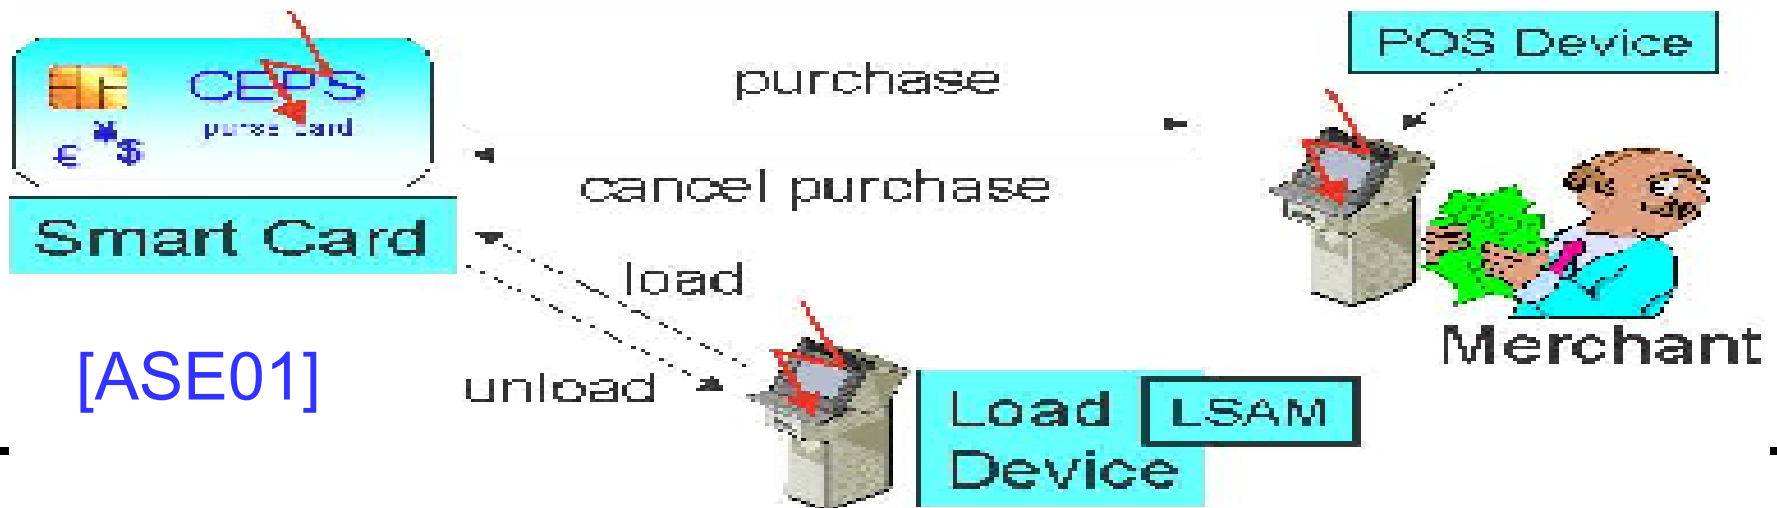 POS Device
CEPS
purse card
€ ¥ $
purchase
cancel purchase
Smart Card
load
Merchant
[ASE01]
unload
Load
LSAM
Device